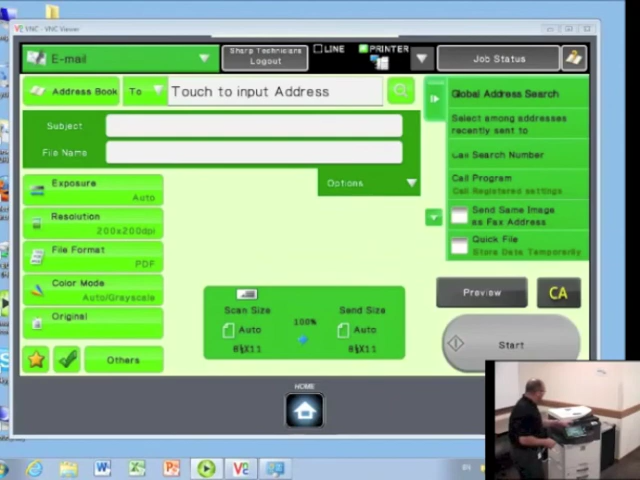 VNC - VNC Viewer
E-mail
Sharp Technicians
Logout
LINE
PRINTER
Job Status
Address Book
To
Touch to input Address
Subject
File Name
Options
Global Address Search
Select among addresses
recently sent to
Call Search Number
Call Program
Call Registered settings
Send Same Image
as Fax Address
Quick File
Store Data Temporarily
Exposure
Auto
Resolution
200x200dpi
File Format
PDF
Color Mode
Auto/Grayscale
Original
Others
Scan Size
Auto
8½X11
100%
Send Size
Auto
8½X11
Preview
CA
Start
HOME